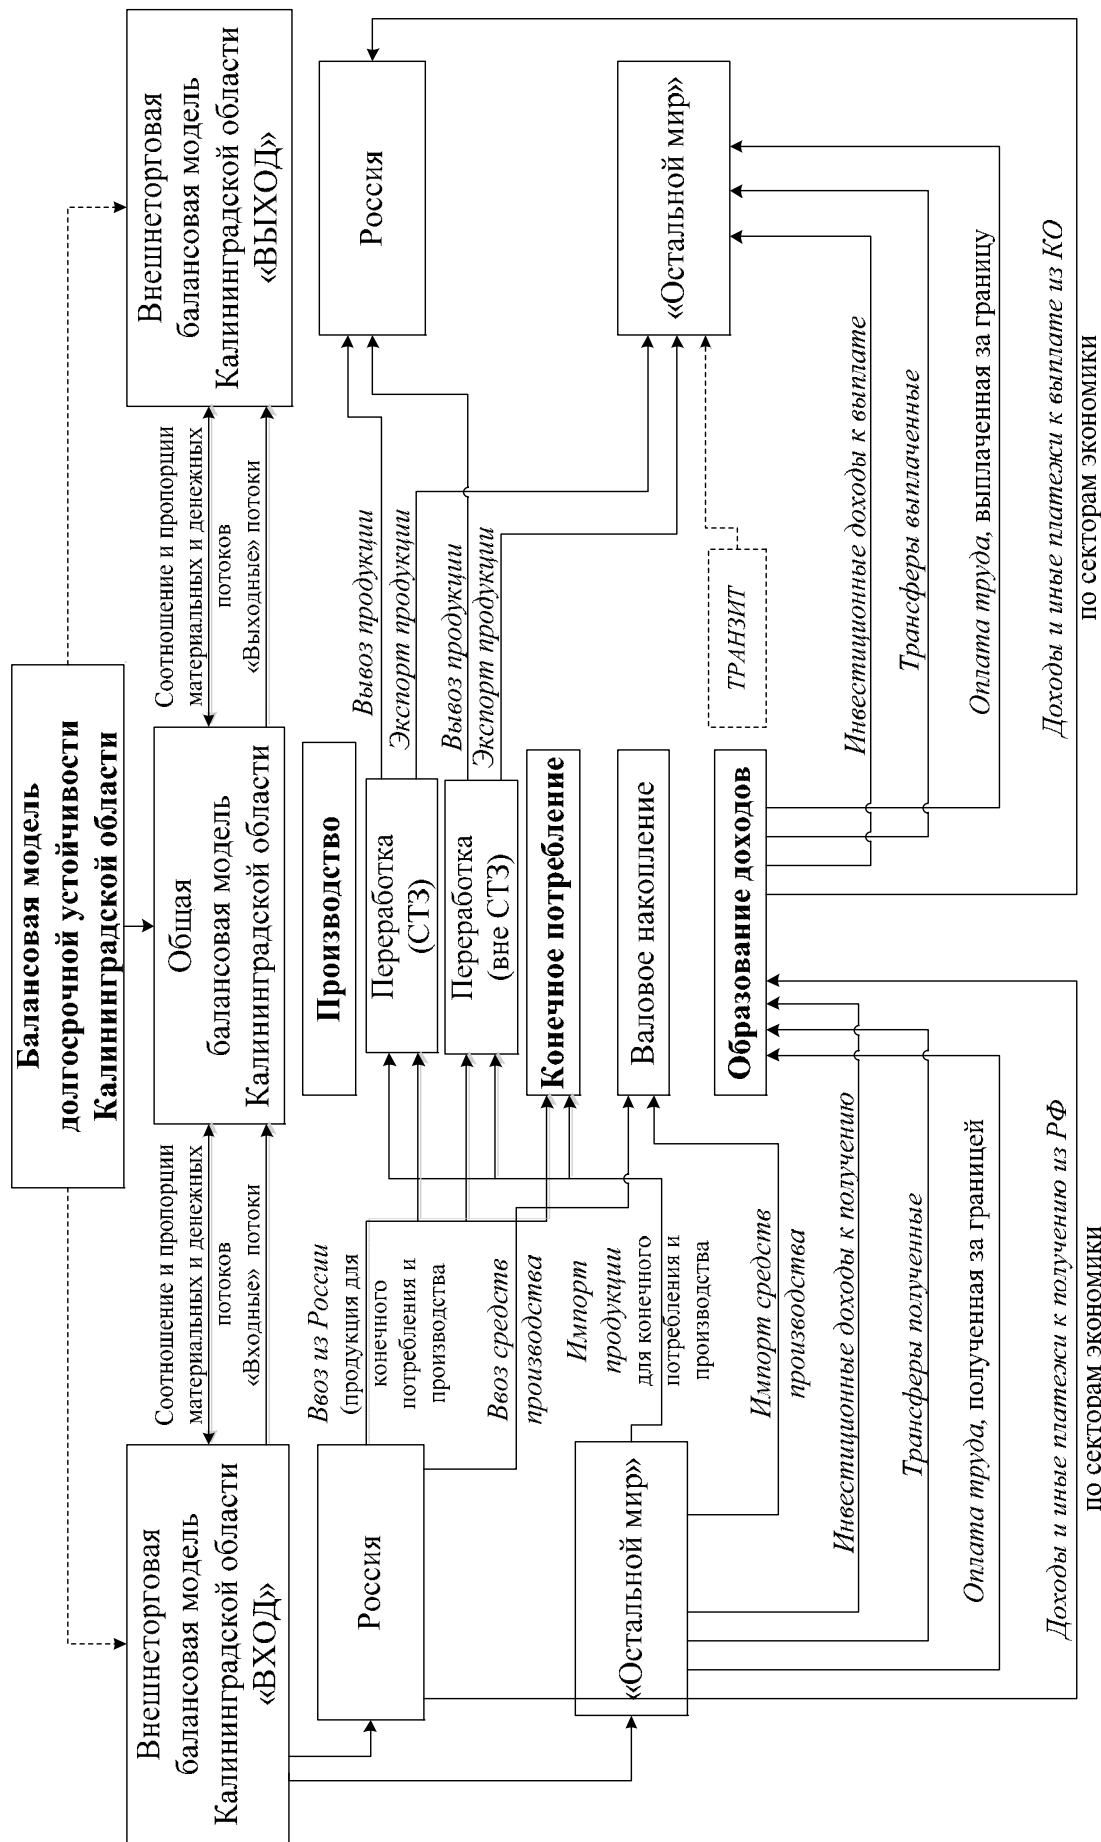 Балансовая модель
долгосрочной устойчивости
Калининградской области
Внешнеторговая
балансовая модель
Калининградской области
«ВХОД»
Соотношение и пропорции
материальных и денежных
потоков
«Входные» потоки
Общая
балансовая модель
Калининградской области
Соотношение и пропорции
материальных и денежных
потоков
«Выходные» потоки
Внешнеторговая
балансовая модель
Калининградской области
«ВЫХОД»
Россия
Ввоз из России
(продукция для
конечного
потребления и
производства
Ввоз средств
производства
«Остальной мир»
Импорт
продукции
для конечного
потребления и
производства
Импорт средств
производства
Инвестиционные доходы к получению
Трансферы полученные
Оплата труда, полученная за границей
Доходы и иные платежи к получению из РФ
по секторам экономики
Производство
Переработка
(СТЗ)
Переработка
(вне СТЗ)
Конечное потребление
Валовое накопление
Образование доходов
Вывоз продукции
Экспорт продукции
Вывоз продукции
Экспорт продукции
ТРАНЗИТ
Россия
«Остальной мир»
Инвестиционные доходы к выплате
Трансферы выплаченные
Оплата труда, выплаченная за границу
Доходы и иные платежи к выплате из КО
по секторам экономики